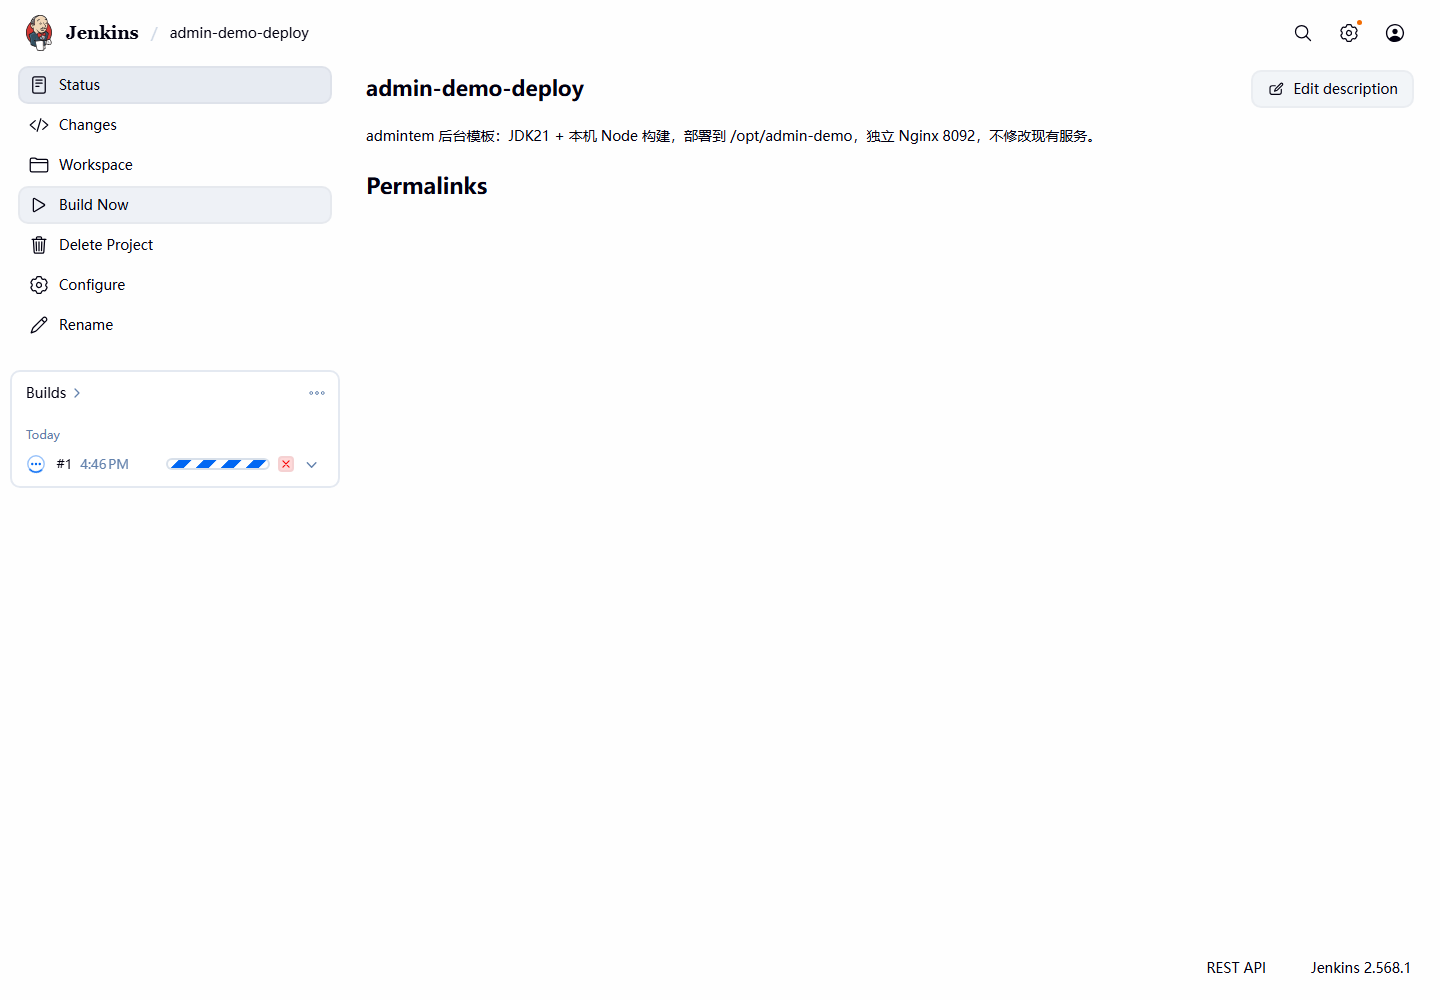 Jenkins / admin-demo-deploy
Status
Changes
Workspace
Build Now
Delete Project
Configure
Rename
Builds
Today
#1 4:46 PM
admin-demo-deploy
Edit description
admintem 后台模板：JDK21 + 本机 Node 构建，部署到 /opt/admin-demo，独立 Nginx 8092，不修改现有服务。
Permalinks
REST API Jenkins 2.568.1